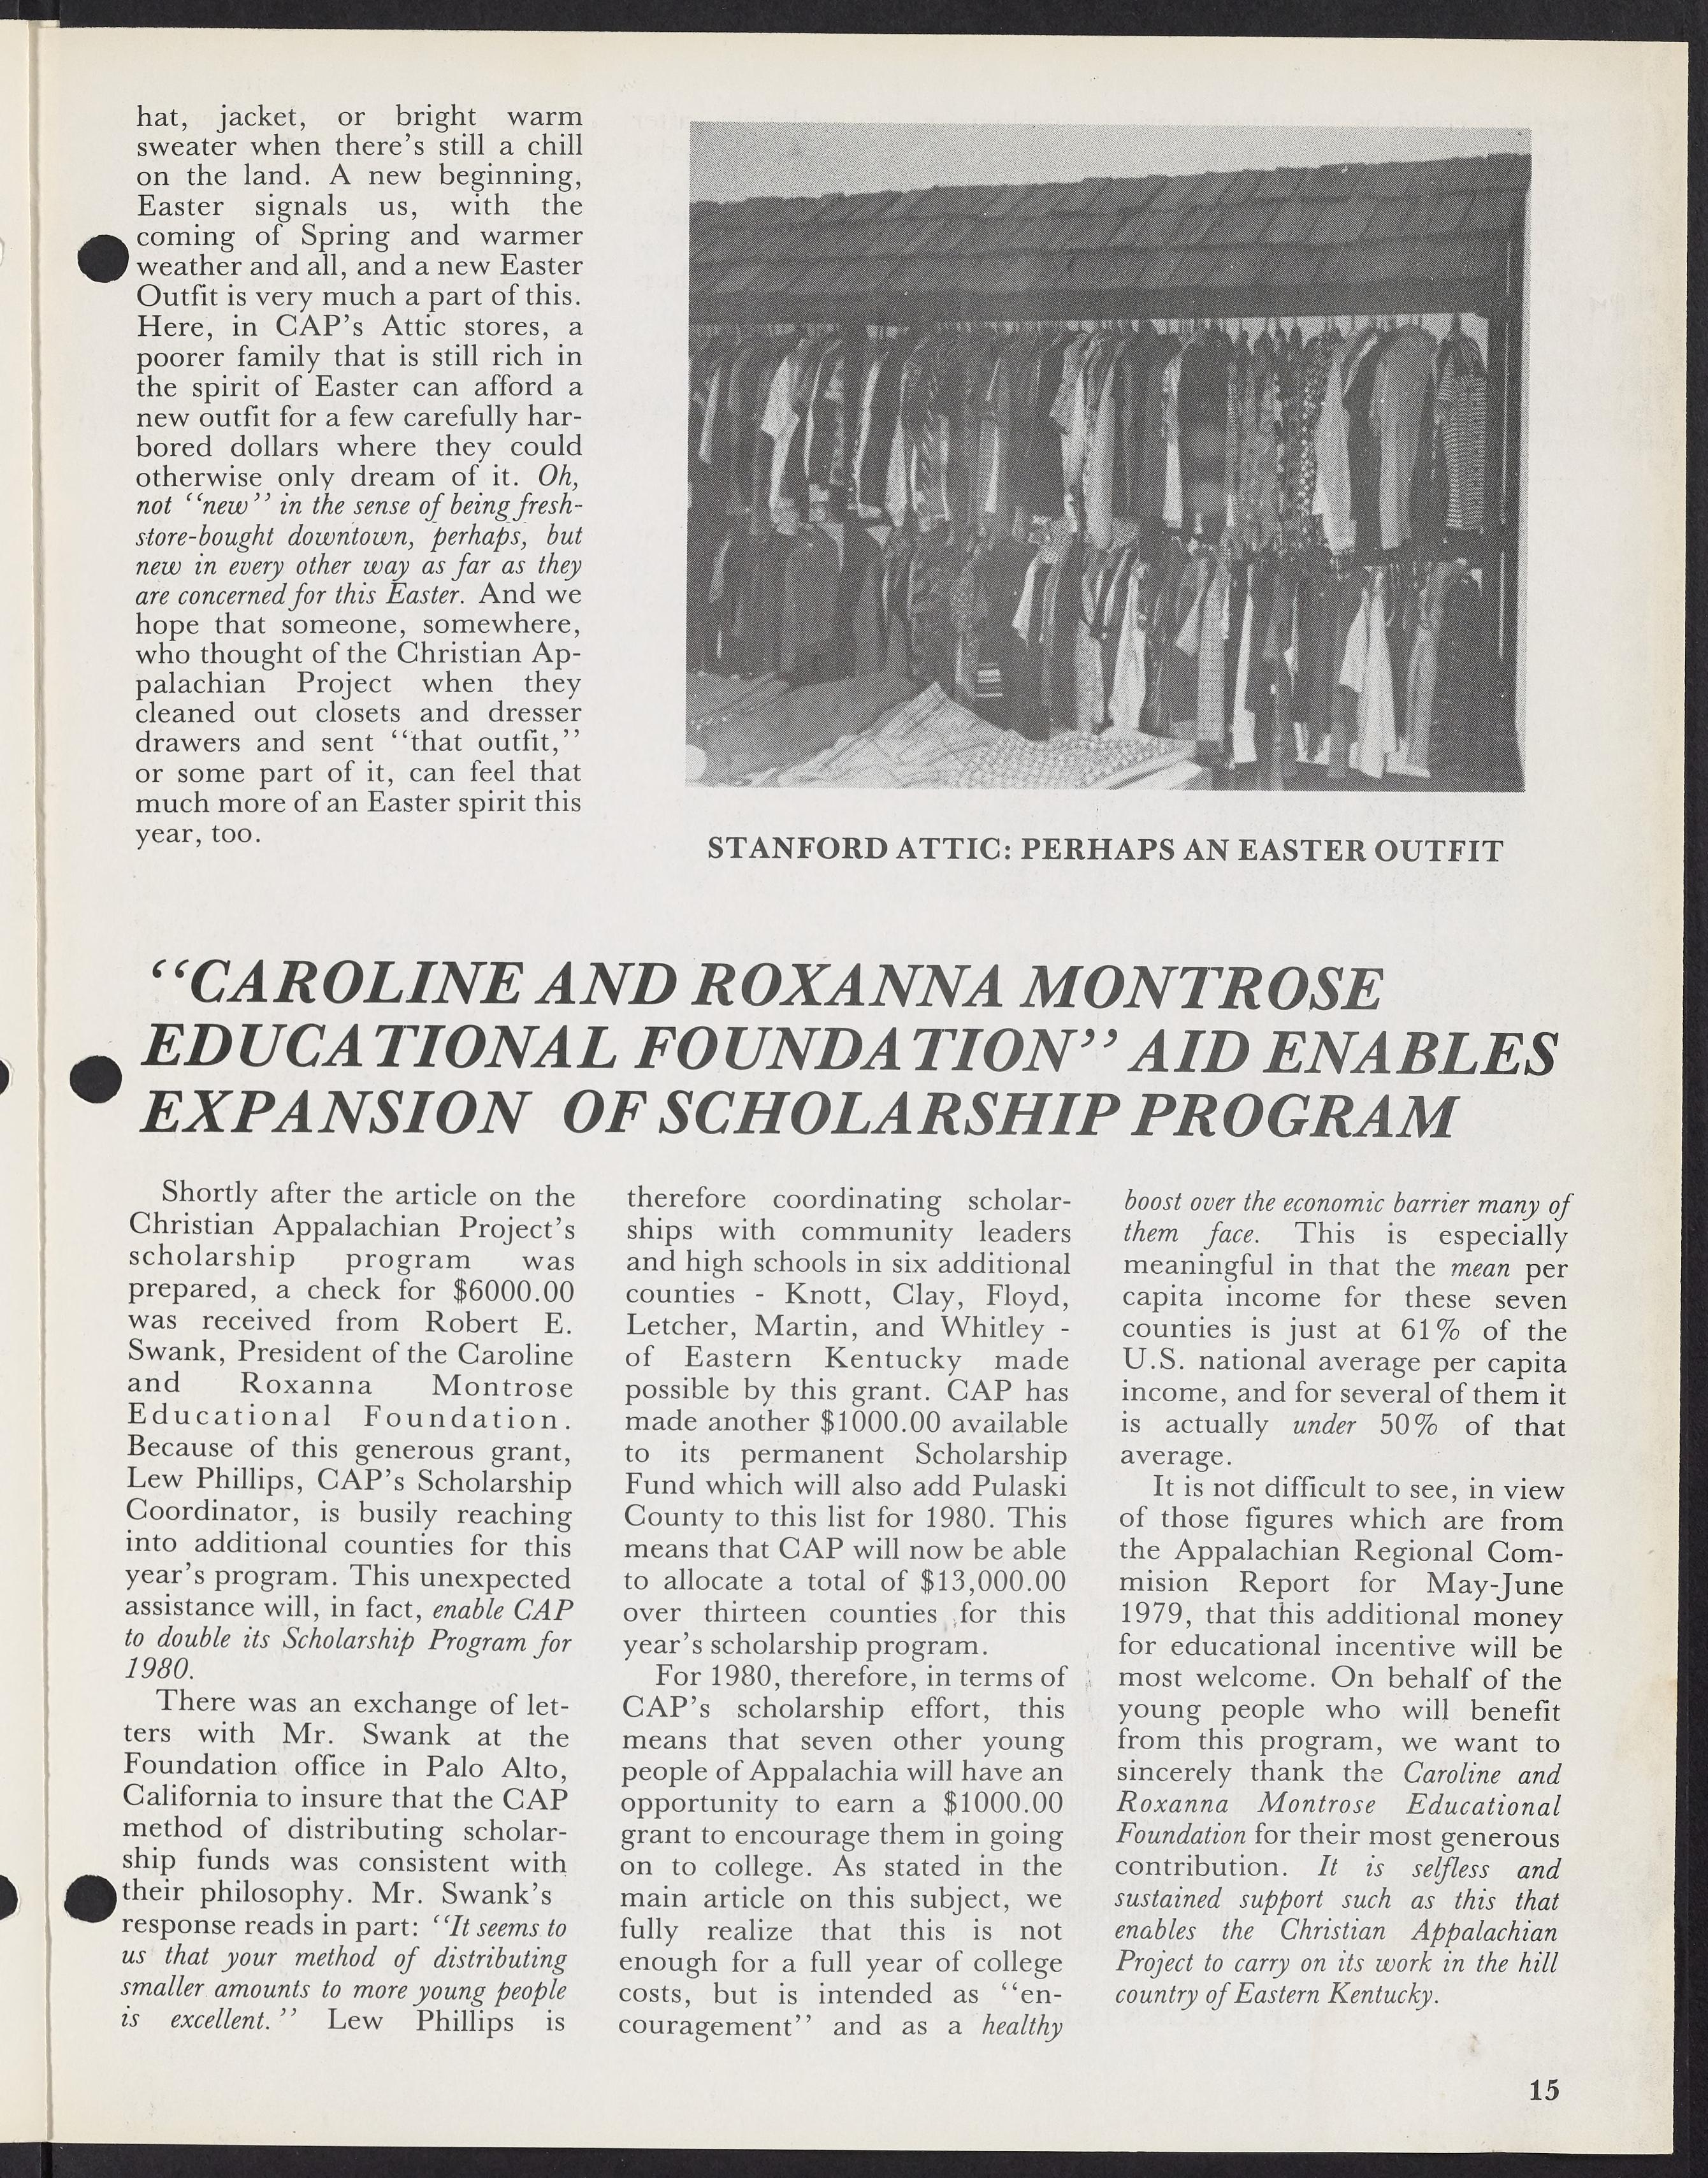 hat, jacket, or bright warm
sweater when there's still a chill
on the land. A new beginning,
Easter signals us, with the
coming of Spring and warmer
weather and all, and a new Easter
Outfit is very much a part of this.
Here, in CAP's Attic stores, a
poorer family that is still rich in
the spirit of Easter can afford a
new outfit for a few carefully har-
bored dollars where they could
otherwise only dream of it. Oh,
not "new" in the sense of being fresh-
store-bought downtown, perhaps, but
new in every other way as far as they
are concerned for this Easter. And we
hope that someone, somewhere,
who thought of the Christian Ap-
palachian Project when they
cleaned out closets and dresser
drawers and sent "that outfit,"
or some part of it, can feel that
much more of an Easter spirit this
year, too.
STANFORD ATTIC: PERHAPS AN EASTER OUTFIT
"CAROLINE AND ROXANNA MONTROSE
EDUCATIONAL FOUNDATION" AID ENABLES
EXPANSION OF SCHOLARSHIP PROGRAM
Shortly after the article on the
Christian Appalachian Project's
scholarship program was
prepared, a check for $6000.00
was received from Robert E.
Swank, President of the Caroline
and Roxanna Montrose
Educational Foundation.
Because of this generous grant,
Lew Phillips, CAP's Scholarship
Coordinator, is busily reaching
into additional counties for this
year's program. This unexpected
assistance will, in fact, enable CAP
to double its Scholarship Program for
1980.
There was an exchange of let-
ters with Mr. Swank at the
Foundation office in Palo Alto,
California to insure that the CAP
method of distributing scholar-
ship funds was consistent with
their philosophy. Mr. Swank's
response reads in part: "It seems to
us that your method of distributing
smaller amounts to more young people
is excellent." Lew Phillips is
therefore coordinating scholar-
ships with community leaders
and high schools in six additional
counties - Knott, Clay, Floyd,
Letcher, Martin, and Whitley -
of Eastern Kentucky made
possible by this grant. CAP has
made another $1000.00 available
to its permanent Scholarship
Fund which will also add Pulaski
County to this list for 1980. This
means that CAP will now be able
to allocate a total of $13,000.00
over thirteen counties for this
year's scholarship program.
For 1980, therefore, in terms of
CAP's scholarship effort, this
means that seven other young
people of Appalachia will have an
opportunity to earn a $1000.00
grant to encourage them in going
on to college. As stated in the
main article on this subject, we
fully realize that this is not
enough for a full year of college
costs, but is intended as "en-
couragement" and as a healthy
boost over the economic barrier many of
them face. This is especially
meaningful in that the mean per
capita income for these seven
counties is just at 61% of the
U.S. national average per capita
income, and for several of them it
is actually under 50% of that
average.
It is not difficult to see, in view
of those figures which are from
the Appalachian Regional Com-
mision Report for May-June
1979, that this additional money
for educational incentive will be
most welcome. On behalf of the
young people who will benefit
from this program, we want to
sincerely thank the Caroline and
Roxanna Montrose Educational
Foundation for their most generous
contribution. It is selfless and
sustained support such as this that
enables the Christian Appalachian
Project to carry on its work in the hill
country of Eastern Kentucky.
15